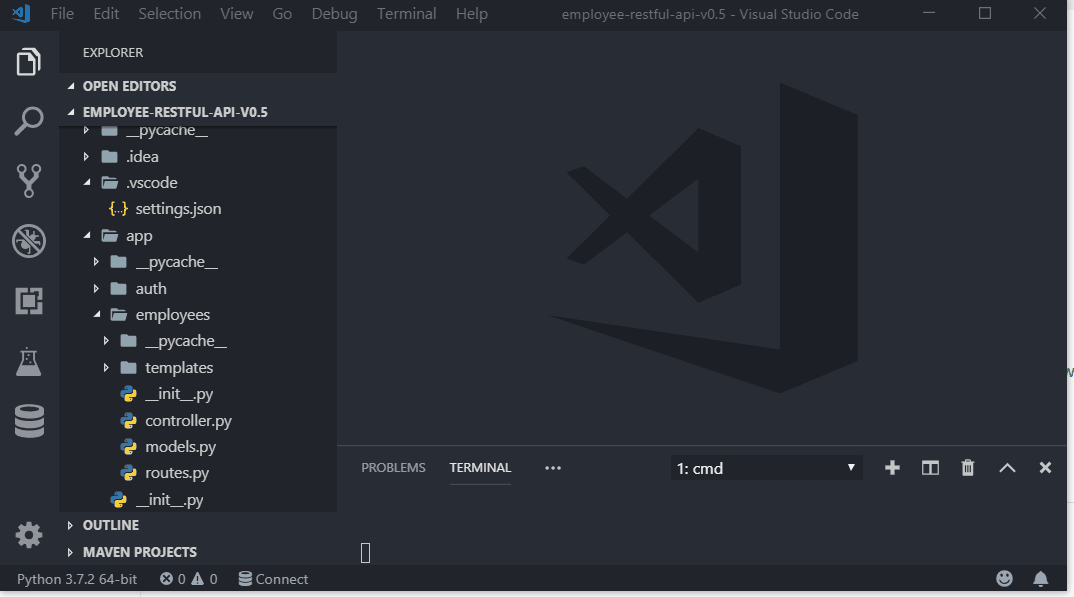 File Edit Selection View Go Debug Terminal Help employee-restful-api-v0.5 - Visual Studio Code
EXPLORER
OPEN EDITORS
EMPLOYEE-RESTFUL-API-V0.5
__pycache__
.idea
.vscode
{..} settings.json
app
__pycache__
auth
employees
__pycache__
templates
__init__.py
controller.py
models.py
routes.py
__init__.py
OUTLINE
MAVEN PROJECTS
PROBLEMS TERMINAL ••• 1: cmd
Python 3.7.2 64-bit 0 0 Connect